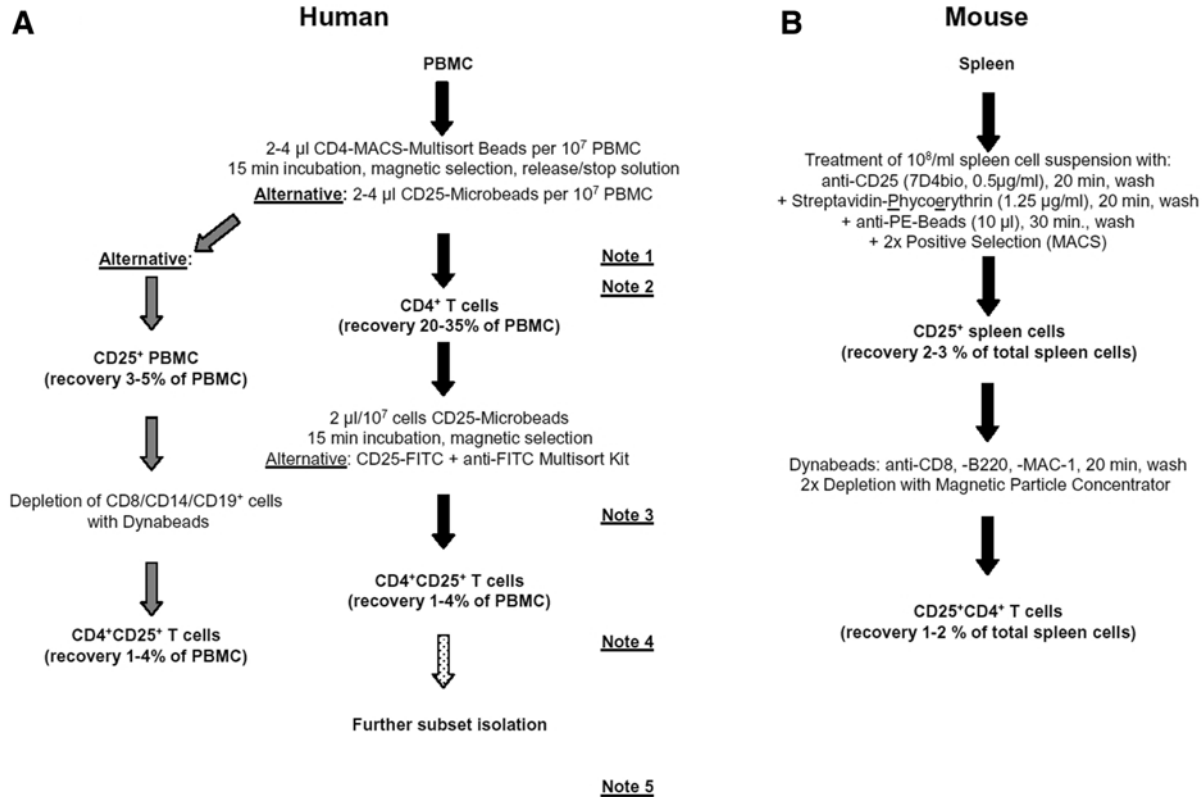 A
Human
PBMC
2-4 µl CD4-MACS-Multisort Beads per 10⁷ PBMC
15 min incubation, magnetic selection, release/stop solution
Alternative: 2-4 µl CD25-Microbeads per 10⁷ PBMC
Alternative:
Note 1
Note 2
CD4⁺ T cells
(recovery 20-35% of PBMC)
CD25⁺ PBMC
(recovery 3-5% of PBMC)
2 µl/10⁷ cells CD25-Microbeads
15 min incubation, magnetic selection
Alternative: CD25-FITC + anti-FITC Multisort Kit
Depletion of CD8/CD14/CD19⁺ cells
with Dynabeads
Note 3
CD4⁺CD25⁺ T cells
(recovery 1-4% of PBMC)
CD4⁺CD25⁺ T cells
(recovery 1-4% of PBMC)
Note 4
Further subset isolation
Note 5
B
Mouse
Spleen
Treatment of 10⁸/ml spleen cell suspension with:
anti-CD25 (7D4bio, 0.5µg/ml), 20 min, wash
+ Streptavidin-Phycoerythrin (1.25 µg/ml), 20 min, wash
+ anti-PE-Beads (10 µl), 30 min., wash
+ 2x Positive Selection (MACS)
CD25⁺ spleen cells
(recovery 2-3 % of total spleen cells)
Dynabeads: anti-CD8, -B220, -MAC-1, 20 min, wash
2x Depletion with Magnetic Particle Concentrator
CD25⁺CD4⁺ T cells
(recovery 1-2 % of total spleen cells)